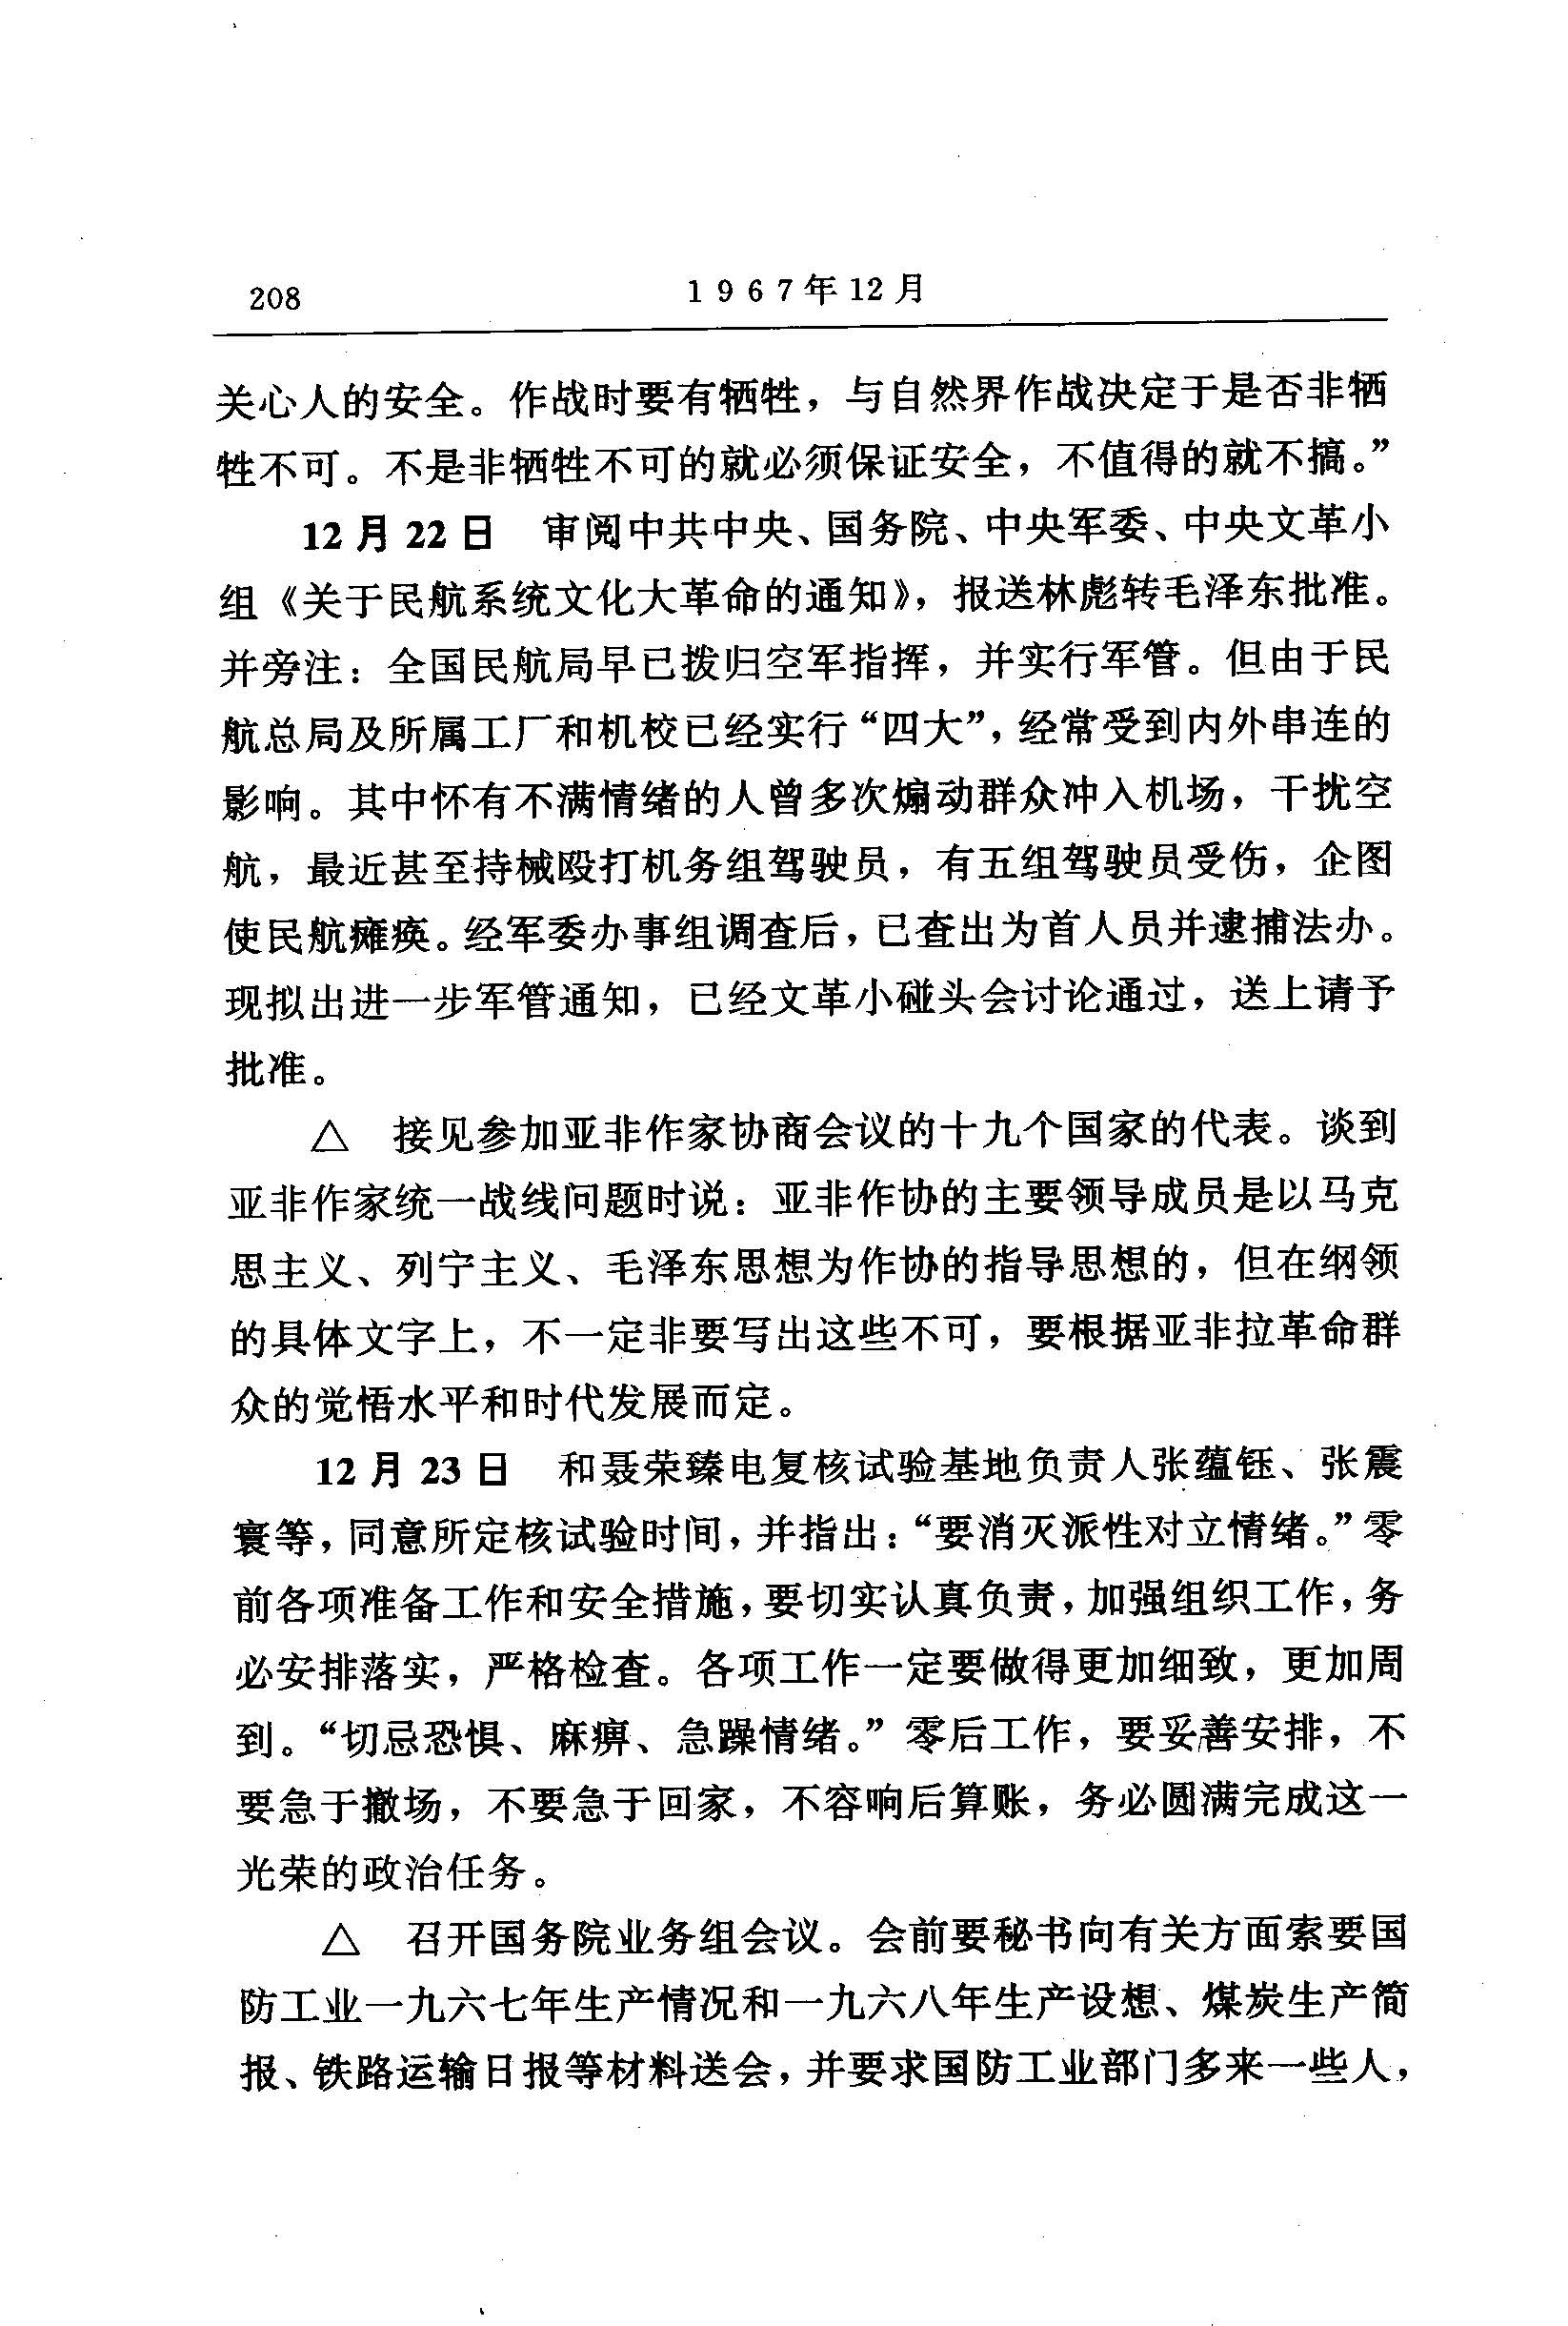 208
1967年12月
关心人的安全。作战时要有牺牲，与自然界作战决定于是否非牺
牲不可。不是非牺牲不可的就必须保证安全，不值得的就不搞。”
12月22日 审阅中共中央、国务院、中央军委、中央文革小
组《关于民航系统文化大革命的通知》，报送林彪转毛泽东批准。
并旁注：全国民航局早已拨归空军指挥，并实行军管。但由于民
航总局及所属工厂和机校已经实行“四大”，经常受到内外串连的
影响。其中怀有不满情绪的人曾多次煽动群众冲入机场，干扰空
航，最近甚至持械殴打机务组驾驶员，有五组驾驶员受伤，企图
使民航瘫痪。经军委办事组调查后，已查出为首人员并逮捕法办。
现拟出进一步军管通知，已经文革小碰头会讨论通过，送上请予
批准。
△ 接见参加亚非作家协商会议的十九个国家的代表。谈到
亚非作家统一战线问题时说：亚非作协的主要领导成员是以马克
思主义、列宁主义、毛泽东思想为作协的指导思想的，但在纲领
的具体文字上，不一定非要写出这些不可，要根据亚非拉革命群
众的觉悟水平和时代发展而定。
12月23日 和聂荣臻电复核试验基地负责人张蕴钰、张震
寰等，同意所定核试验时间，并指出：“要消灭派性对立情绪。”零
前各项准备工作和安全措施，要切实认真负责，加强组织工作，务
必安排落实，严格检查。各项工作一定要做得更加细致，更加周
到。“切忌恐惧、麻痹、急躁情绪。”零后工作，要妥善安排，不
要急于撤场，不要急于回家，不容响后算账，务必圆满完成这一
光荣的政治任务。
△ 召开国务院业务组会议。会前要秘书向有关方面索要国
防工业一九六七年生产情况和一九六八年生产设想、煤炭生产简
报、铁路运输日报等材料送会，并要求国防工业部门多来一些人，